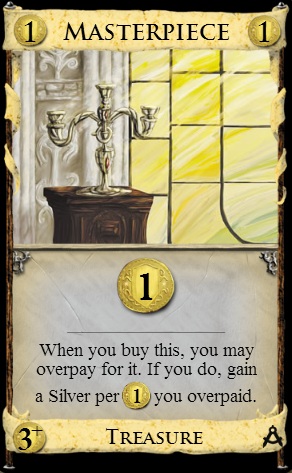 1 MASTERPIECE 1
1
When you buy this, you may
overpay for it. If you do, gain
a Silver per 1 you overpaid.
3+ TREASURE